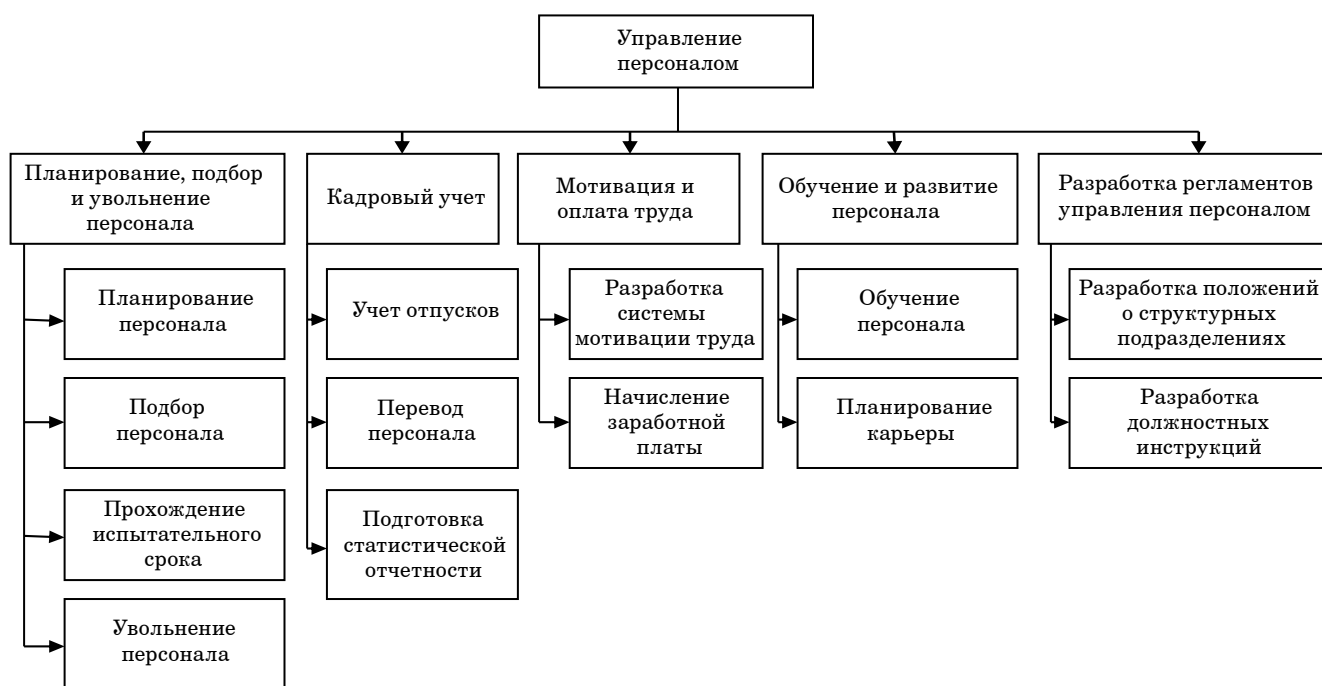 Управление
персоналом
Планирование, подбор
и увольнение
персонала
Кадровый учет
Мотивация и
оплата труда
Обучение и развитие
персонала
Разработка регламентов
управления персоналом
Планирование
персонала
Учет отпусков
Разработка
системы
мотивации труда
Обучение
персонала
Разработка положений
о структурных
подразделениях
Подбор
персонала
Перевод
персонала
Начисление
заработной
платы
Планирование
карьеры
Разработка
должностных
инструкций
Прохождение
испытательного
срока
Подготовка
статистической
отчетности
Увольнение
персонала